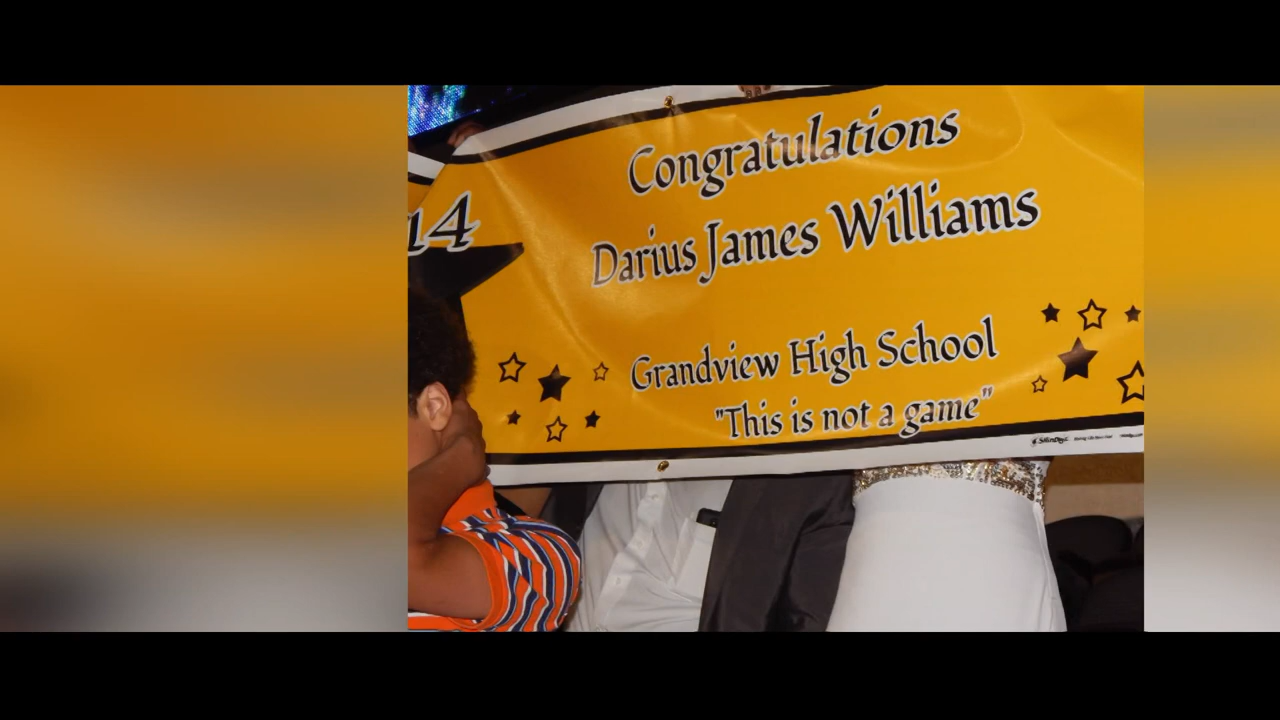 Congratulations
14
Darius James Williams
Grandview High School
"This is not a game"